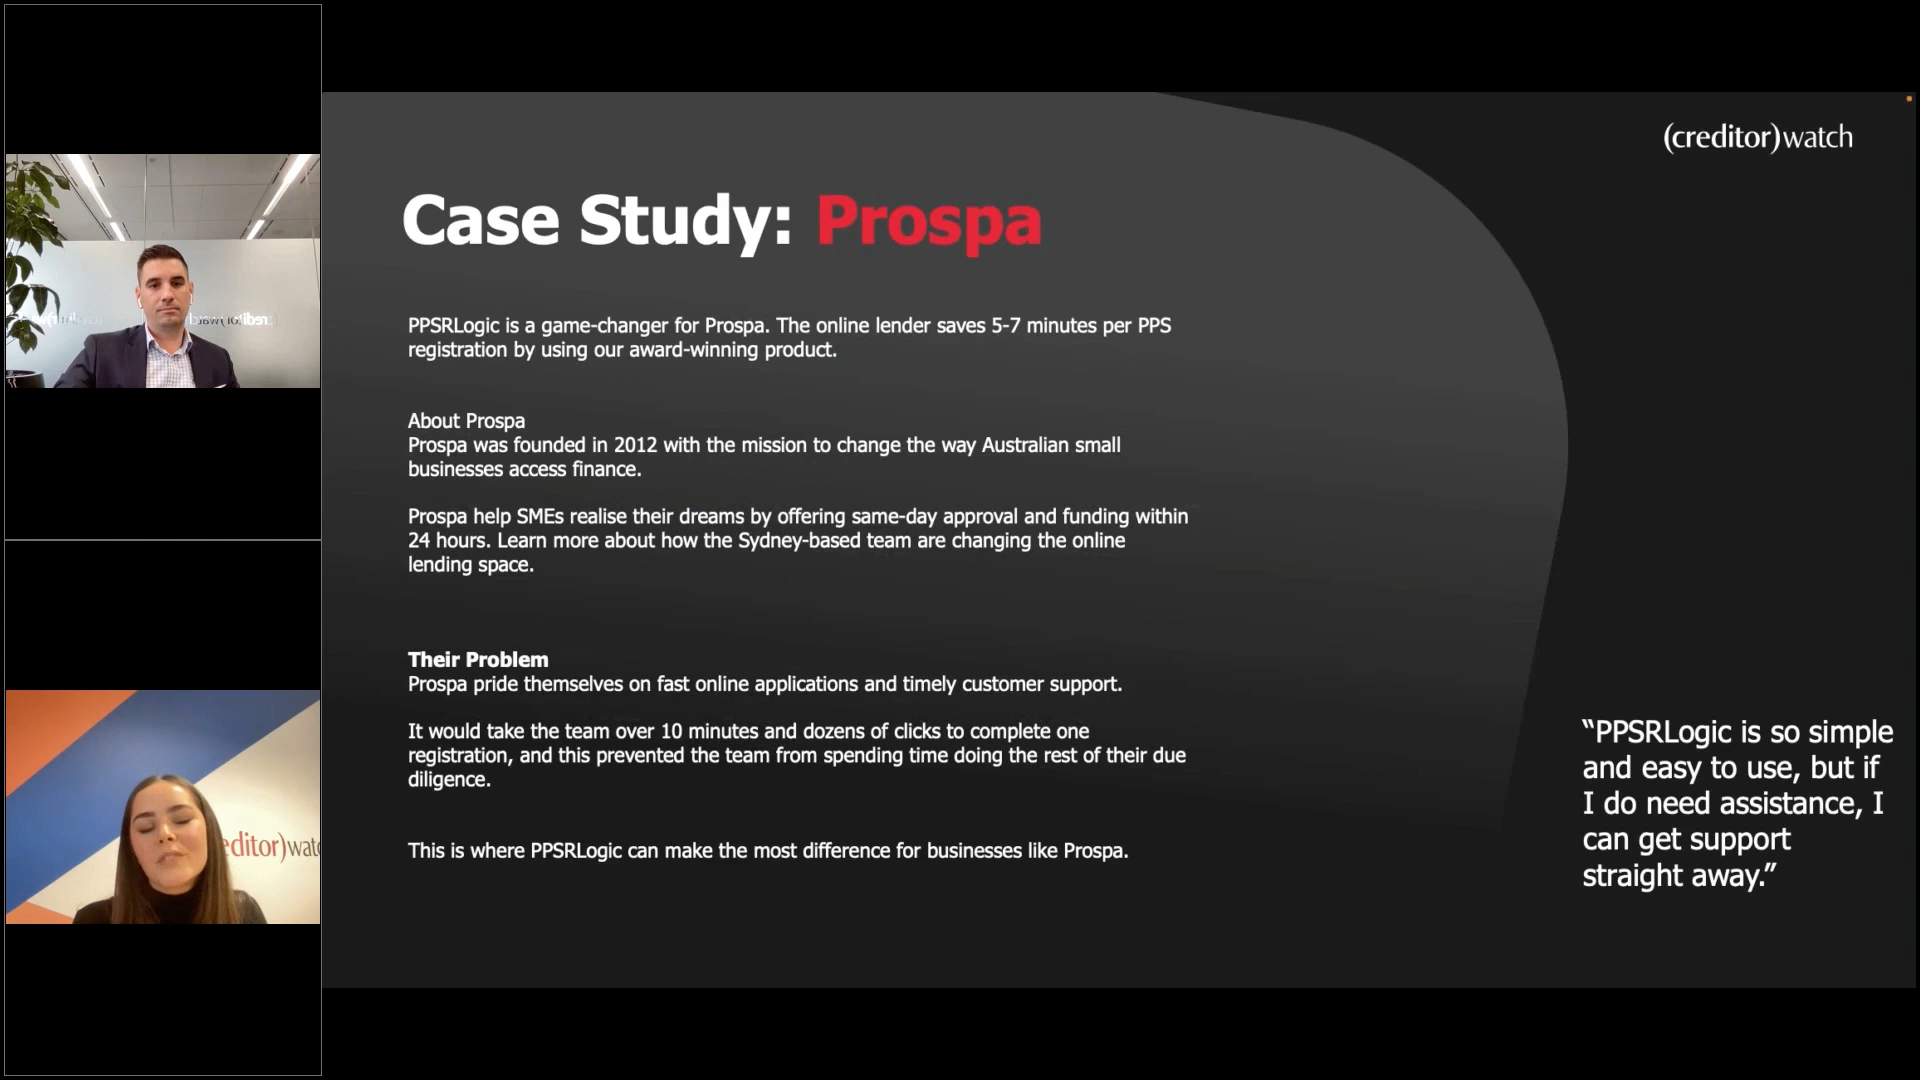 (creditor)watch
Case Study: Prospa
PPSRLogic is a game-changer for Prospa. The online lender saves 5-7 minutes per PPS
registration by using our award-winning product.
About Prospa
Prospa was founded in 2012 with the mission to change the way Australian small
businesses access finance.
Prospa help SMEs realise their dreams by offering same-day approval and funding within
24 hours. Learn more about how the Sydney-based team are changing the online
lending space.
Their Problem
Prospa pride themselves on fast online applications and timely customer support.
It would take the team over 10 minutes and dozens of clicks to complete one
registration, and this prevented the team from spending time doing the rest of their due
diligence.
This is where PPSRLogic can make the most difference for businesses like Prospa.
“PPSRLogic is so simple
and easy to use, but if
I do need assistance, I
can get support
straight away.”
editor)wat